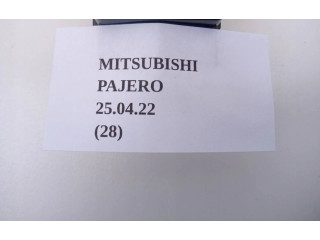 MITSUBISHI
PAJERO
25.04.22
(28)